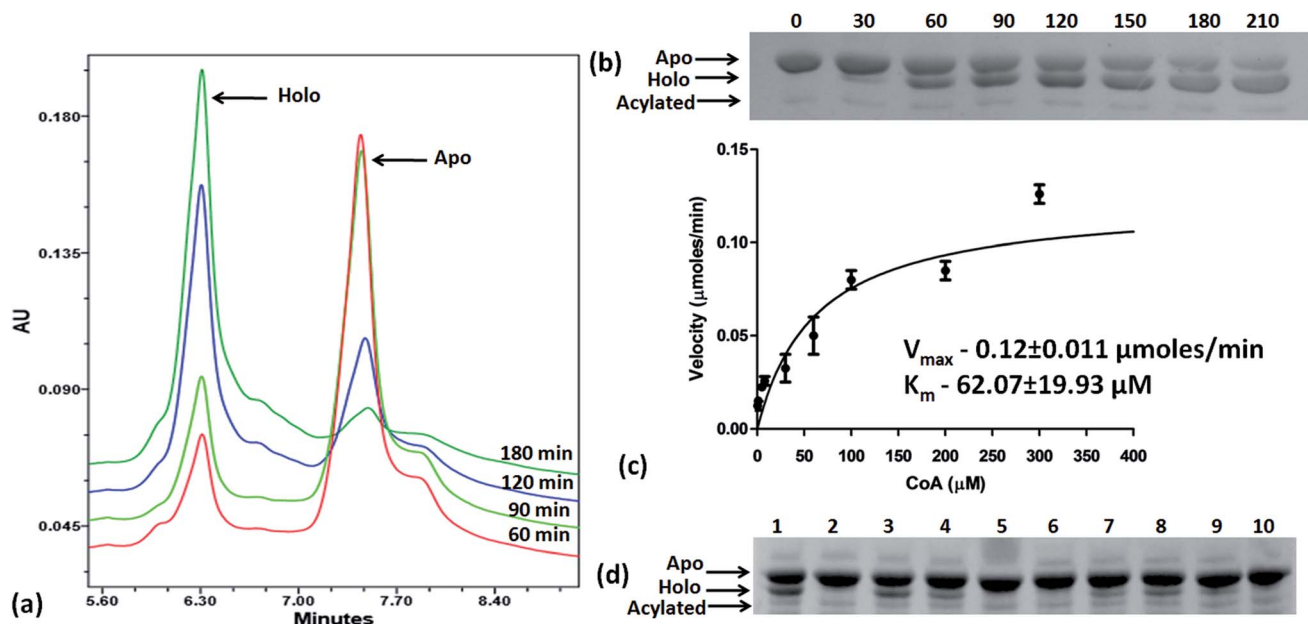 Holo
Apo
0.180
0.135
0.090
0.045
AU
180 min
120 min
90 min
60 min
5.60 6.30 7.00 7.70 8.40
Minutes
(a)
0 30 60 90 120 150 180 210
(b)
Apo
Holo
Acylated
0.15
0.10
0.05
0.00
Velocity (μmoles/min)
Vmax - 0.12±0.011 μmoles/min
Km - 62.07±19.93 μM
0 50 100 150 200 250 300 350 400
CoA (μM)
(c)
1 2 3 4 5 6 7 8 9 10
Apo
Holo
Acylated
(d)